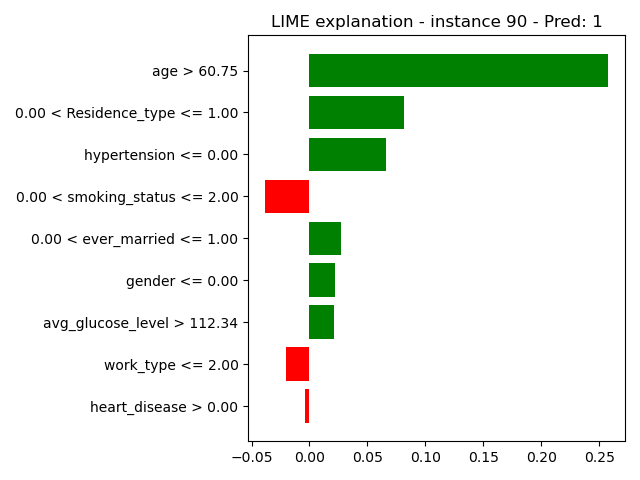 LIME explanation - instance 90 - Pred: 1
age > 60.75
0.00 < Residence_type <= 1.00
hypertension <= 0.00
0.00 < smoking_status <= 2.00
0.00 < ever_married <= 1.00
gender <= 0.00
avg_glucose_level > 112.34
work_type <= 2.00
heart_disease > 0.00
−0.05 0.00 0.05 0.10 0.15 0.20 0.25